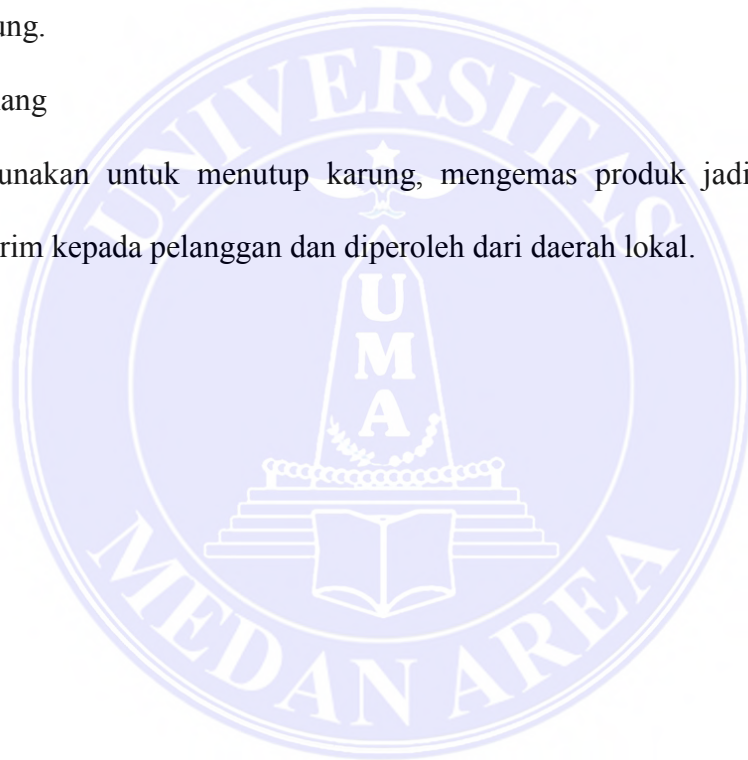 ung.
ang
unakan untuk menutup karung, mengemas produk jadi
rim kepada pelanggan dan diperoleh dari daerah lokal.
UNIVERSITAS
UMA
MEDAN AREA